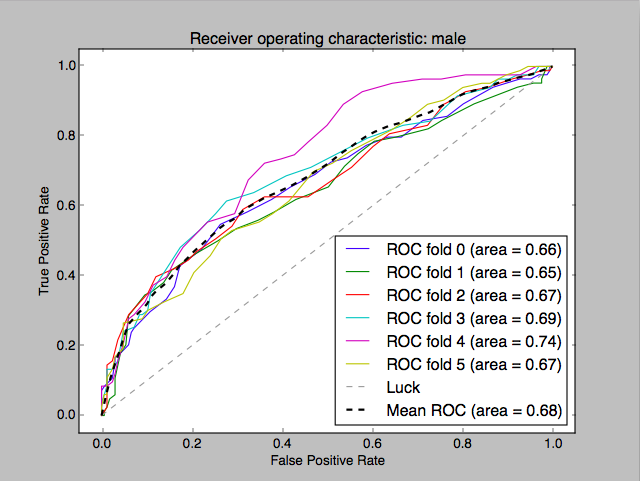 Receiver operating characteristic: male
1.0
0.8
0.6
0.4
0.2
0.0
True Positive Rate
ROC fold 0 (area = 0.66)
ROC fold 1 (area = 0.65)
ROC fold 2 (area = 0.67)
ROC fold 3 (area = 0.69)
ROC fold 4 (area = 0.74)
ROC fold 5 (area = 0.67)
Luck
Mean ROC (area = 0.68)
0.0 0.2 0.4 0.6 0.8 1.0
False Positive Rate